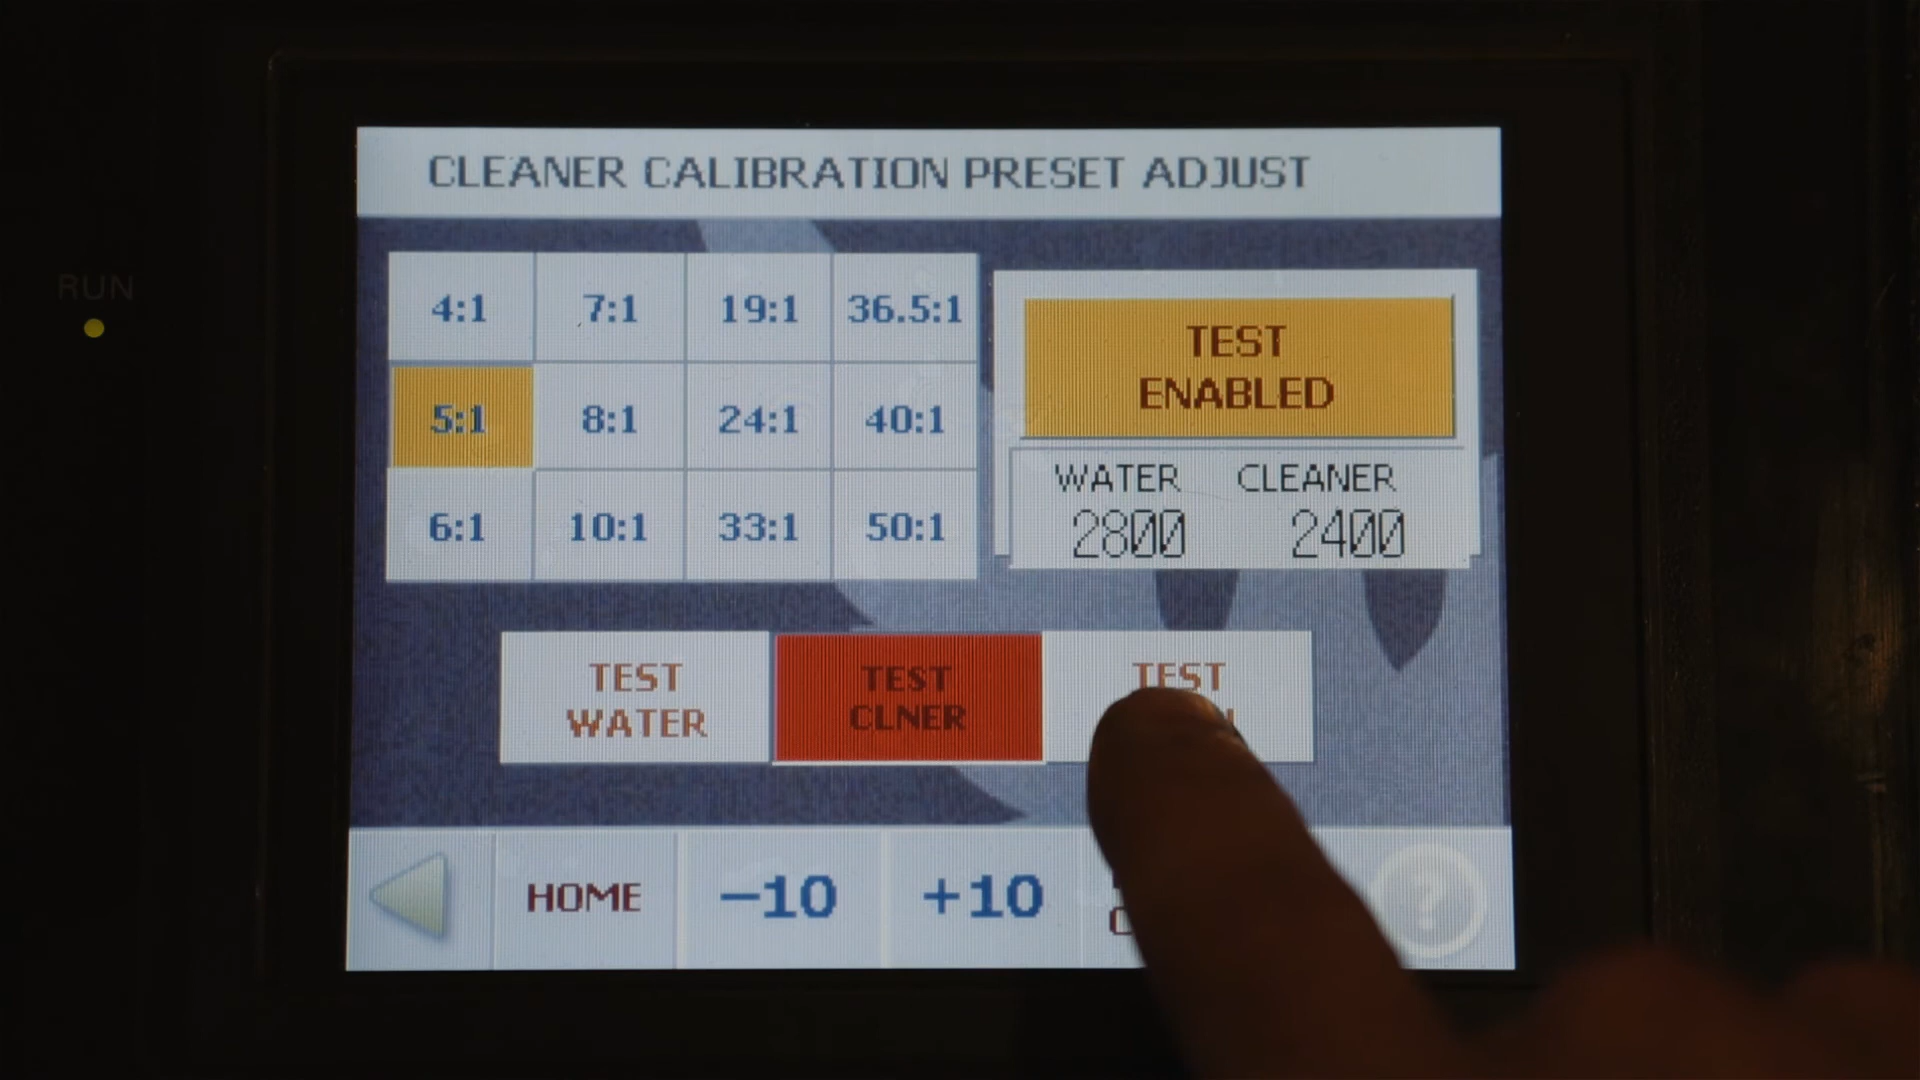 CLEANER CALIBRATION PRESET ADJUST
RUN
4:1 7:1 19:1 36.5:1
5:1 8:1 24:1 40:1
6:1 10:1 33:1 50:1
TEST
ENABLED
WATER CLEANER
2800 2400
TEST
WATER
TEST
CLNER
TEST
HOME
−10
+10
?